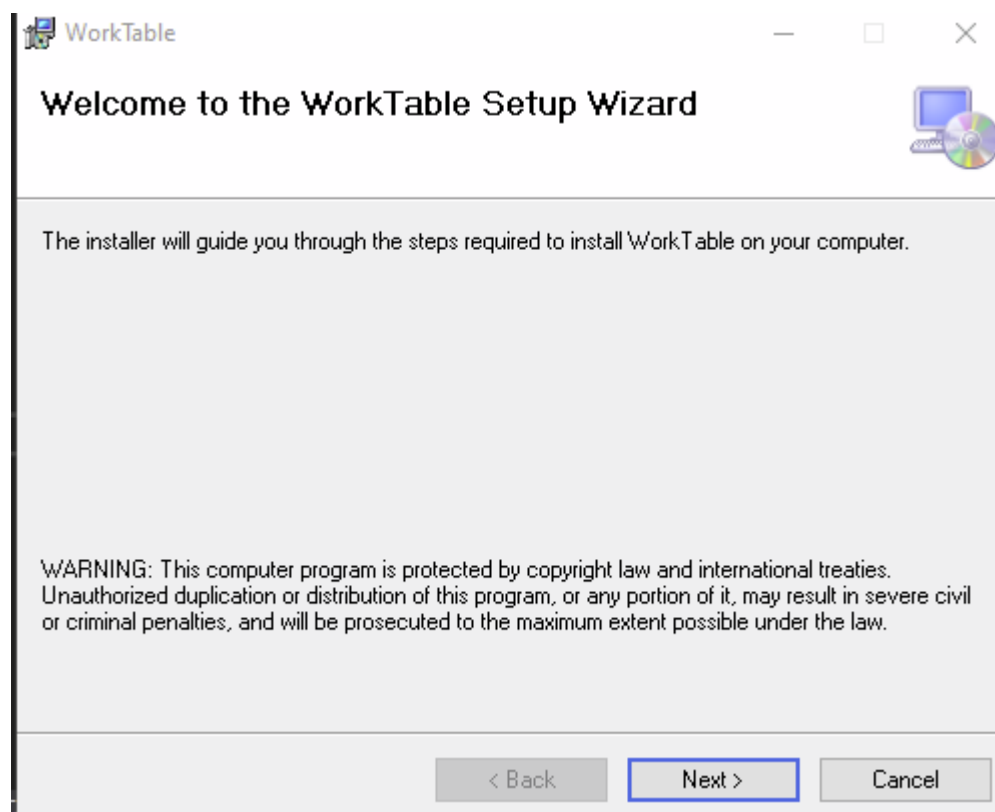 WorkTable
Welcome to the WorkTable Setup Wizard
The installer will guide you through the steps required to install WorkTable on your computer.
WARNING: This computer program is protected by copyright law and international treaties.
Unauthorized duplication or distribution of this program, or any portion of it, may result in severe civil
or criminal penalties, and will be prosecuted to the maximum extent possible under the law.
< Back
Next >
Cancel